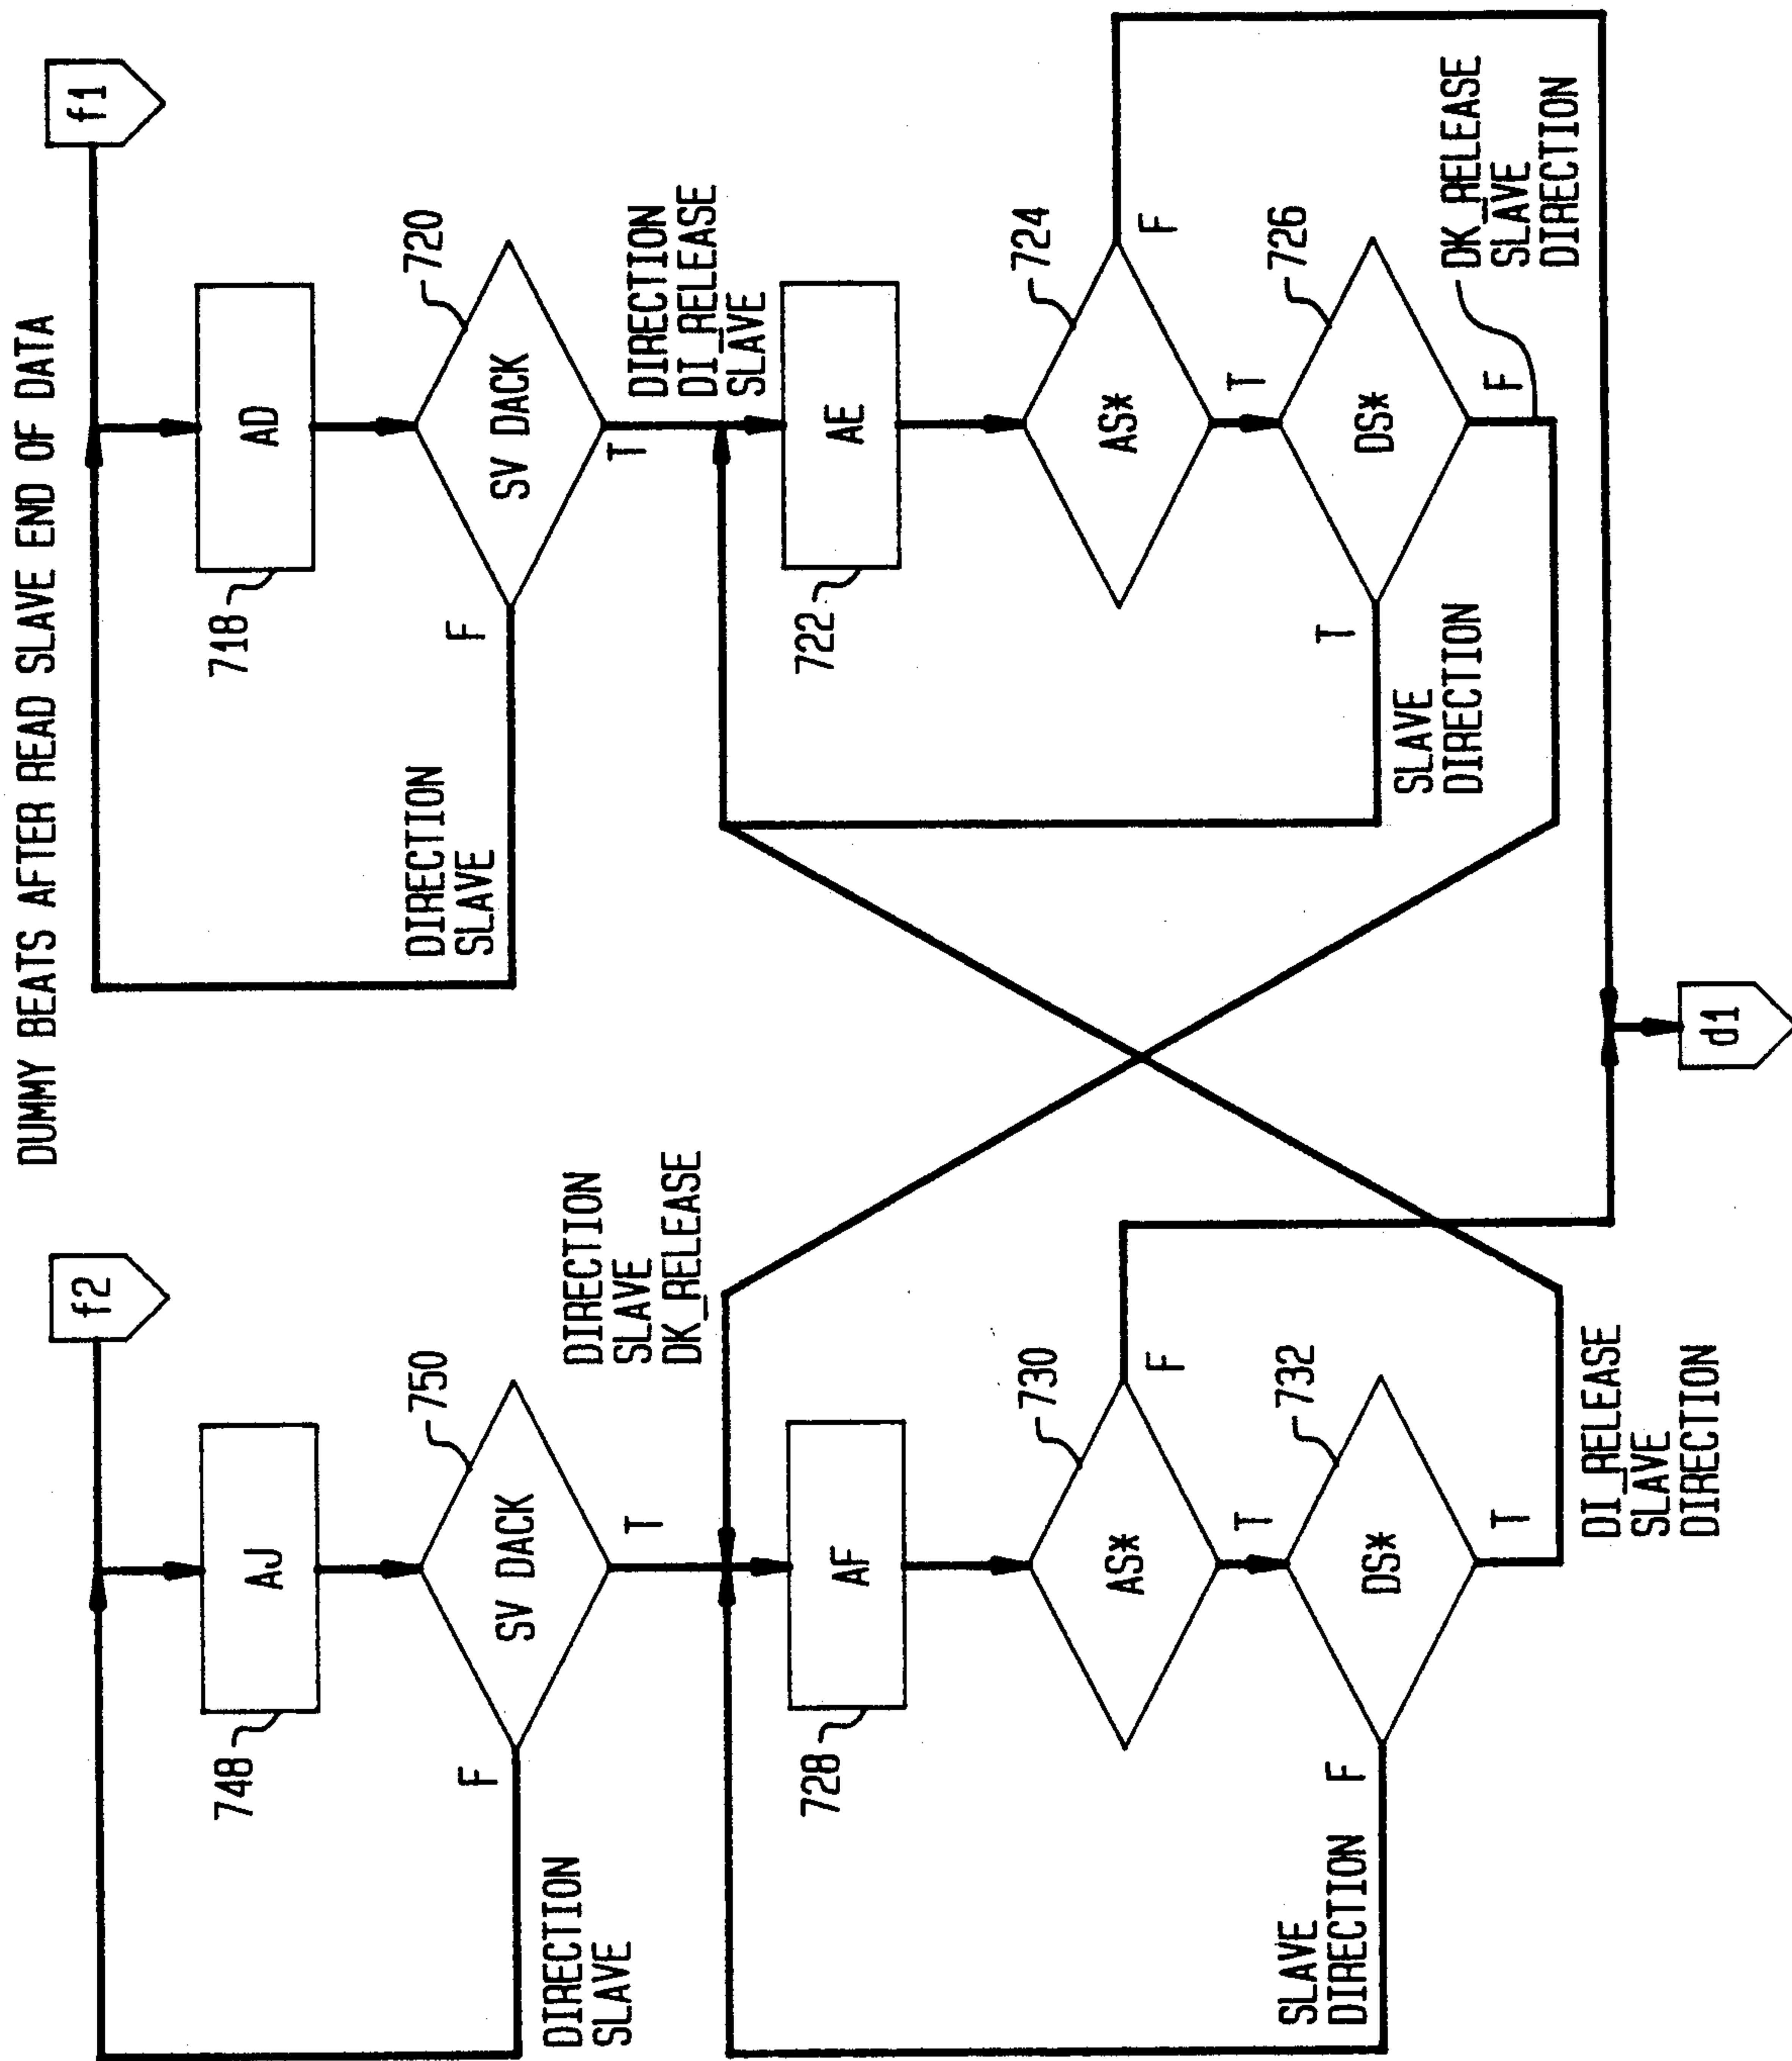 DUMMY BEATS AFTER READ SLAVE END OF DATA
f2
AJ
748
SV DACK
750
F
T
DIRECTION
SLAVE
DIRECTION
SLAVE
DK_RELEASE
AF
728
AS*
730
F
T
DS*
732
F
T
SLAVE
DIRECTION
DI_RELEASE
SLAVE
DIRECTION
f1
AD
718
SV DACK
720
F
T
DIRECTION
SLAVE
DIRECTION
DI_RELEASE
SLAVE
AE
722
AS*
724
F
T
DS*
726
T
F
SLAVE
DIRECTION
DK_RELEASE
SLAVE
DIRECTION
d1